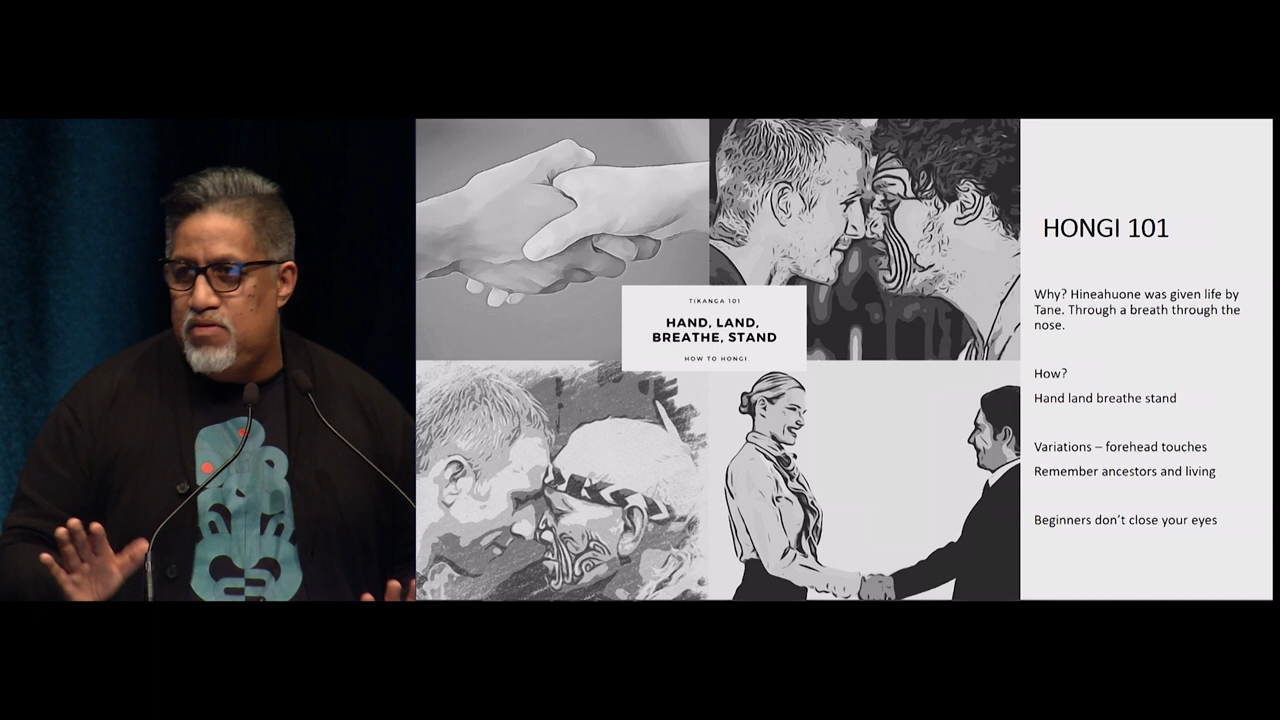 TIKANGA 101
HAND, LAND,
BREATHE, STAND
HOW TO HONGI.
HONGI 101
Why? Hineahuone was given life by
Tane. Through a breath through the
nose.
How?
Hand land breathe stand
Variations – forehead touches
Remember ancestors and living
Beginners don't close your eyes